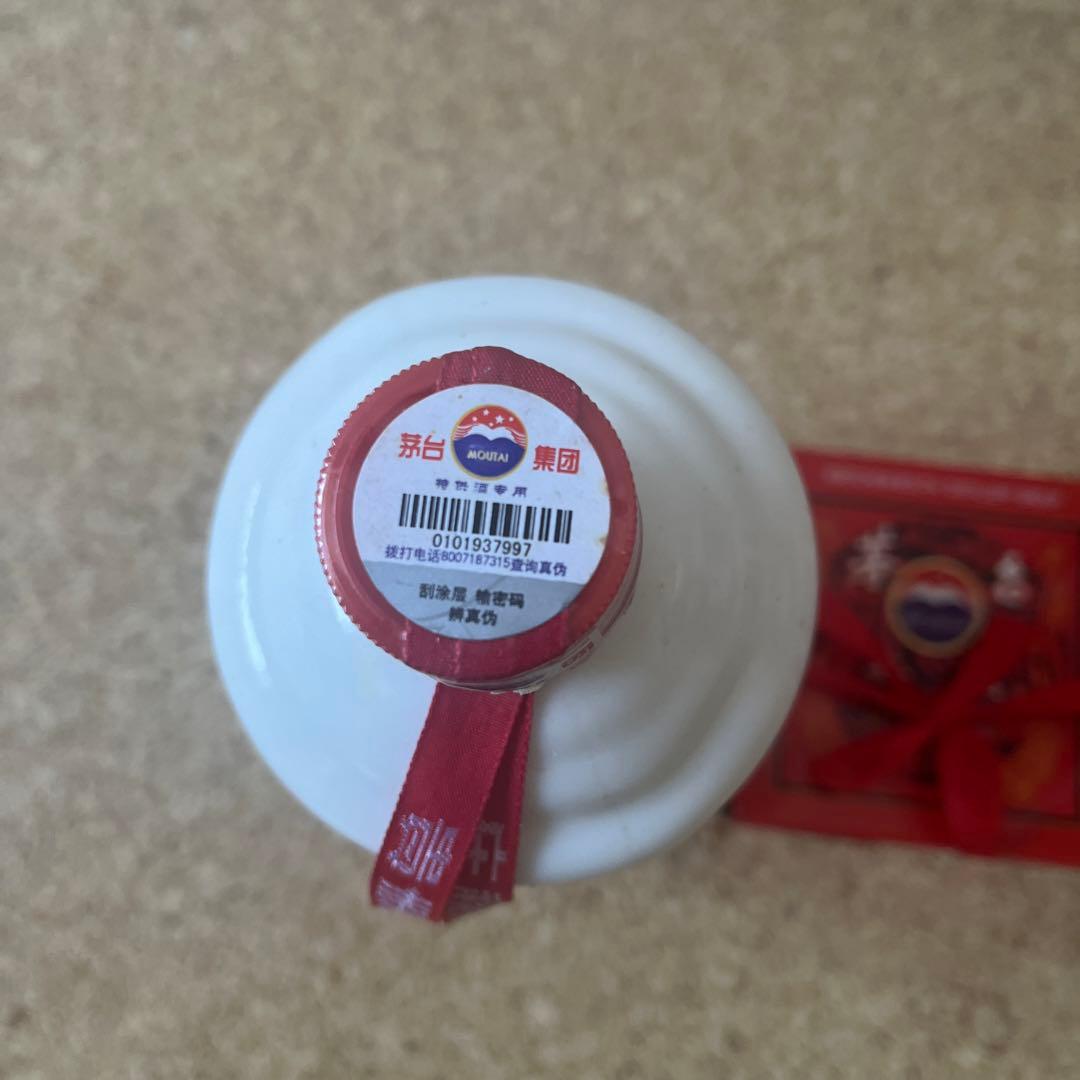 茅台 MOUTAI 集团
特供酒专用
0101937997
拨打电话8007187315查询真伪
刮涂层 输密码
辨真伪
茅 台